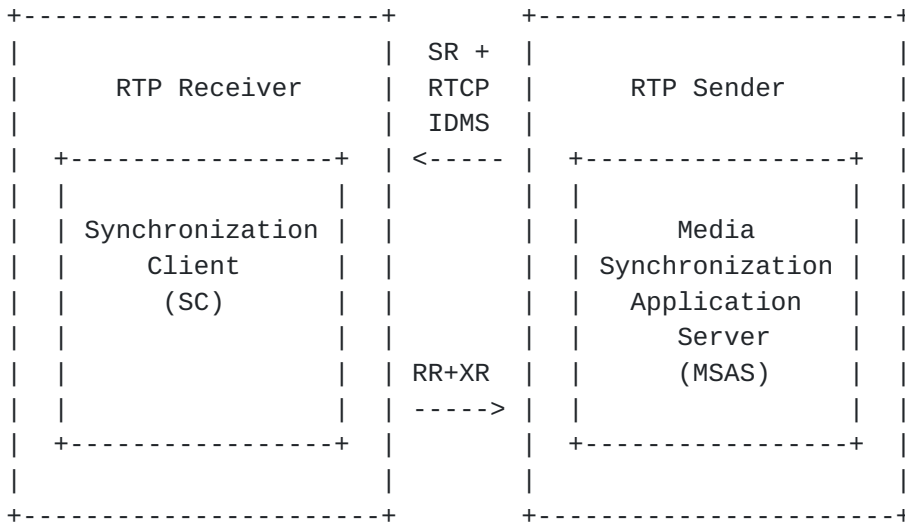 SR +
RTP Receiver RTCP RTP Sender
IDMS
<-----
Synchronization Media
Client Synchronization
(SC) Application
Server
RR+XR (MSAS)
----->